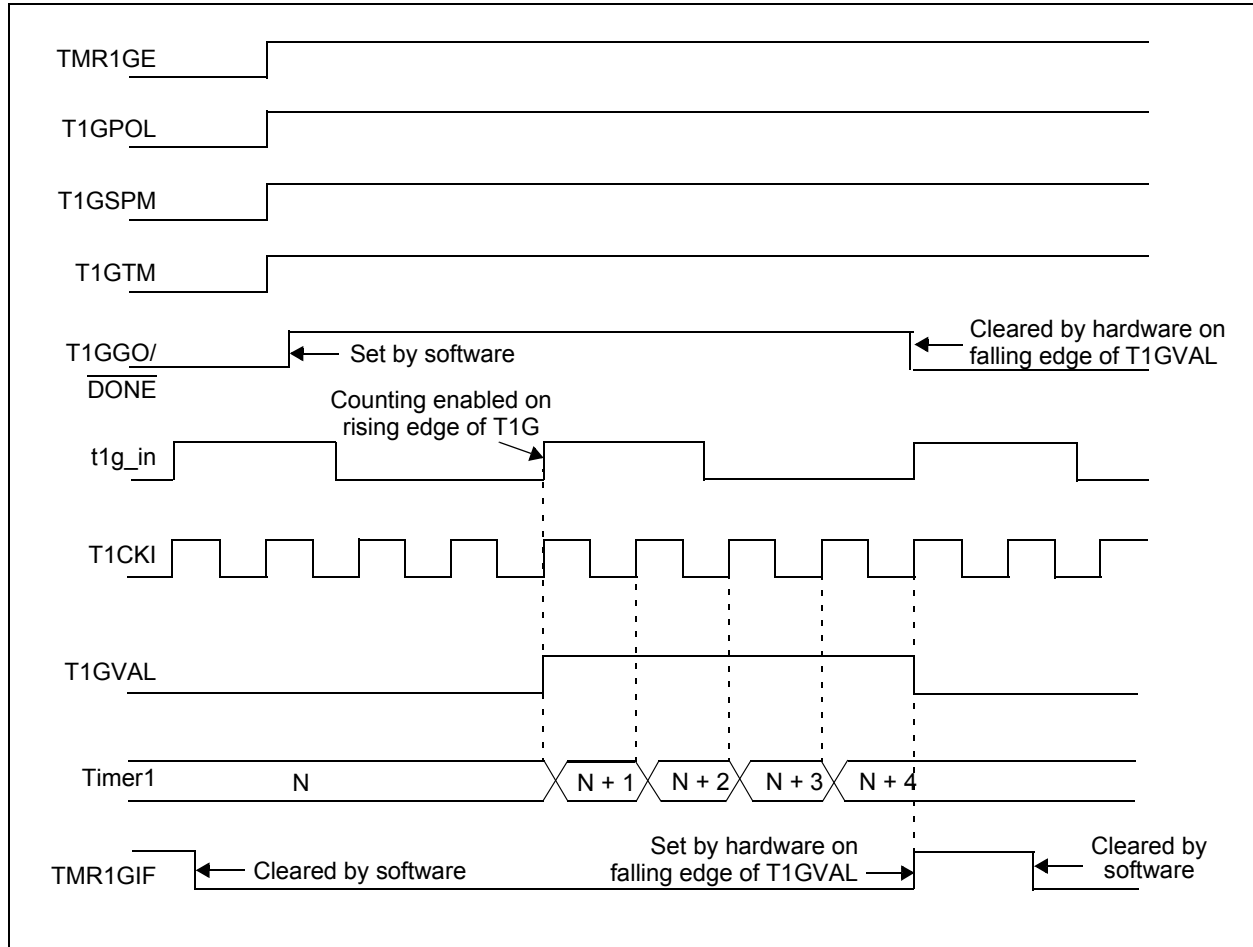 TMR1GE
T1GPOL
T1GSPM
T1GTM
T1GGO/
DONE
Set by software
Cleared by hardware on
falling edge of T1GVAL
Counting enabled on
rising edge of T1G
t1g_in
T1CKI
T1GVAL
Timer1
N
N + 1
N + 2
N + 3
N + 4
TMR1GIF
Cleared by software
Set by hardware on
falling edge of T1GVAL
Cleared by
software